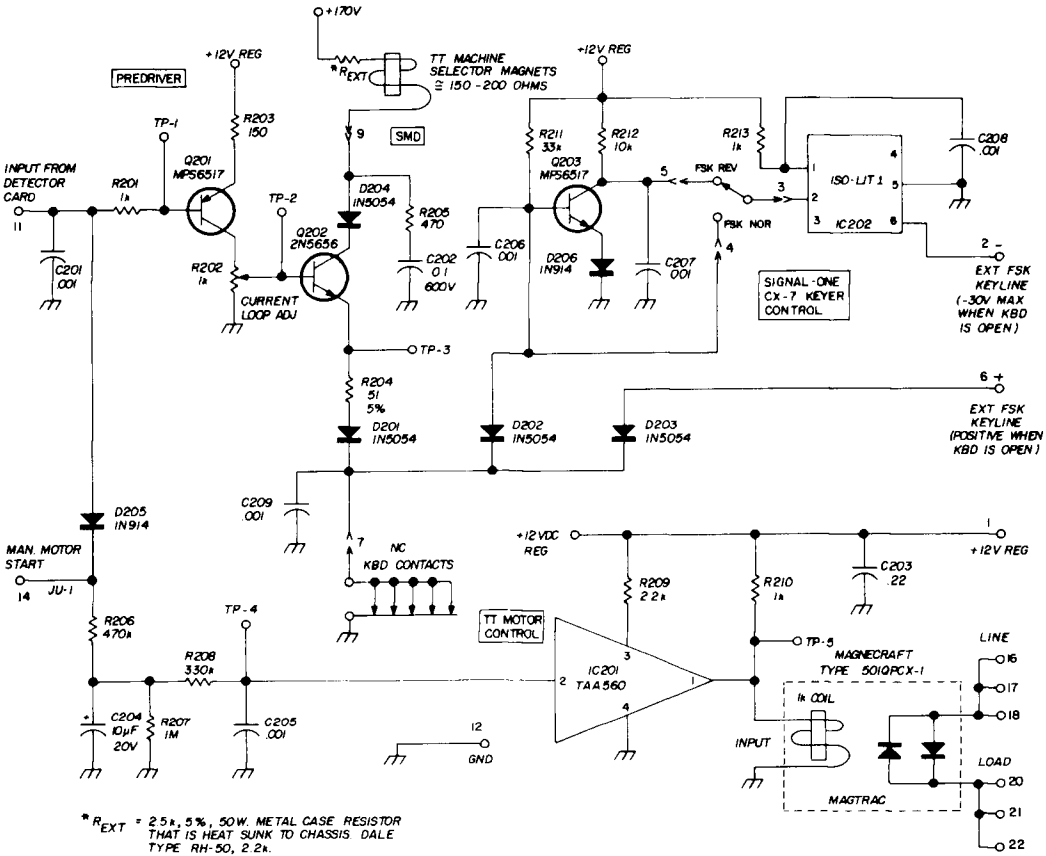 +170V
+12V REG
PREDRIVER
* REXT
TT MACHINE
SELECTOR MAGNETS
≅ 150-200 OHMS
+12V REG
TP-1
R203
150
9
SMD
R211
33k
R212
10k
R213
1k
C208
.001
INPUT FROM
DETECTOR
CARD
Q201
MPS6517
R201
1k
Q203
MPS6517
5
FSK REV
3
1
2
3
4
5
6
ISO-LIT 1
IC202
11
TP-2
D204
1N5054
R205
470
FSK NOR
4
Q202
2N5656
C206
.001
2 -
C201
.001
R202
1k
C202
0.1
600V
D206
1N914
C207
.001
EXT FSK
KEYLINE
(-30V MAX
WHEN KBD
IS OPEN)
CURRENT
LOOP ADJ
SIGNAL-ONE
CX-7 KEYER
CONTROL
TP-3
R204
51
5%
6 +
D201
1N5054
D202
1N5054
D203
1N5054
EXT FSK
KEYLINE
(POSITIVE WHEN
KBD IS OPEN)
C209
.001
D205
1N914
7
+12VDC
REG
1
+12V REG
MAN. MOTOR
START
14
JU-1
NC
KBD CONTACTS
R209
2.2k
R210
1k
C203
.22
R206
470k
TP-4
TT MOTOR
CONTROL
TP-5
LINE
16
R208
330k
3
IC201
TAA560
2
1
4
MAGNECRAFT
TYPE 501QPCX-1
17
1k COIL
18
C204
10µF
20V
+
R207
1M
C205
.001
12
GND
INPUT
LOAD
20
MAGTRAC
21
22
* REXT = 2.5k, 5%, 50W. METAL CASE RESISTOR
THAT IS HEAT SUNK TO CHASSIS. DALE
TYPE RH-50, 2.2k.